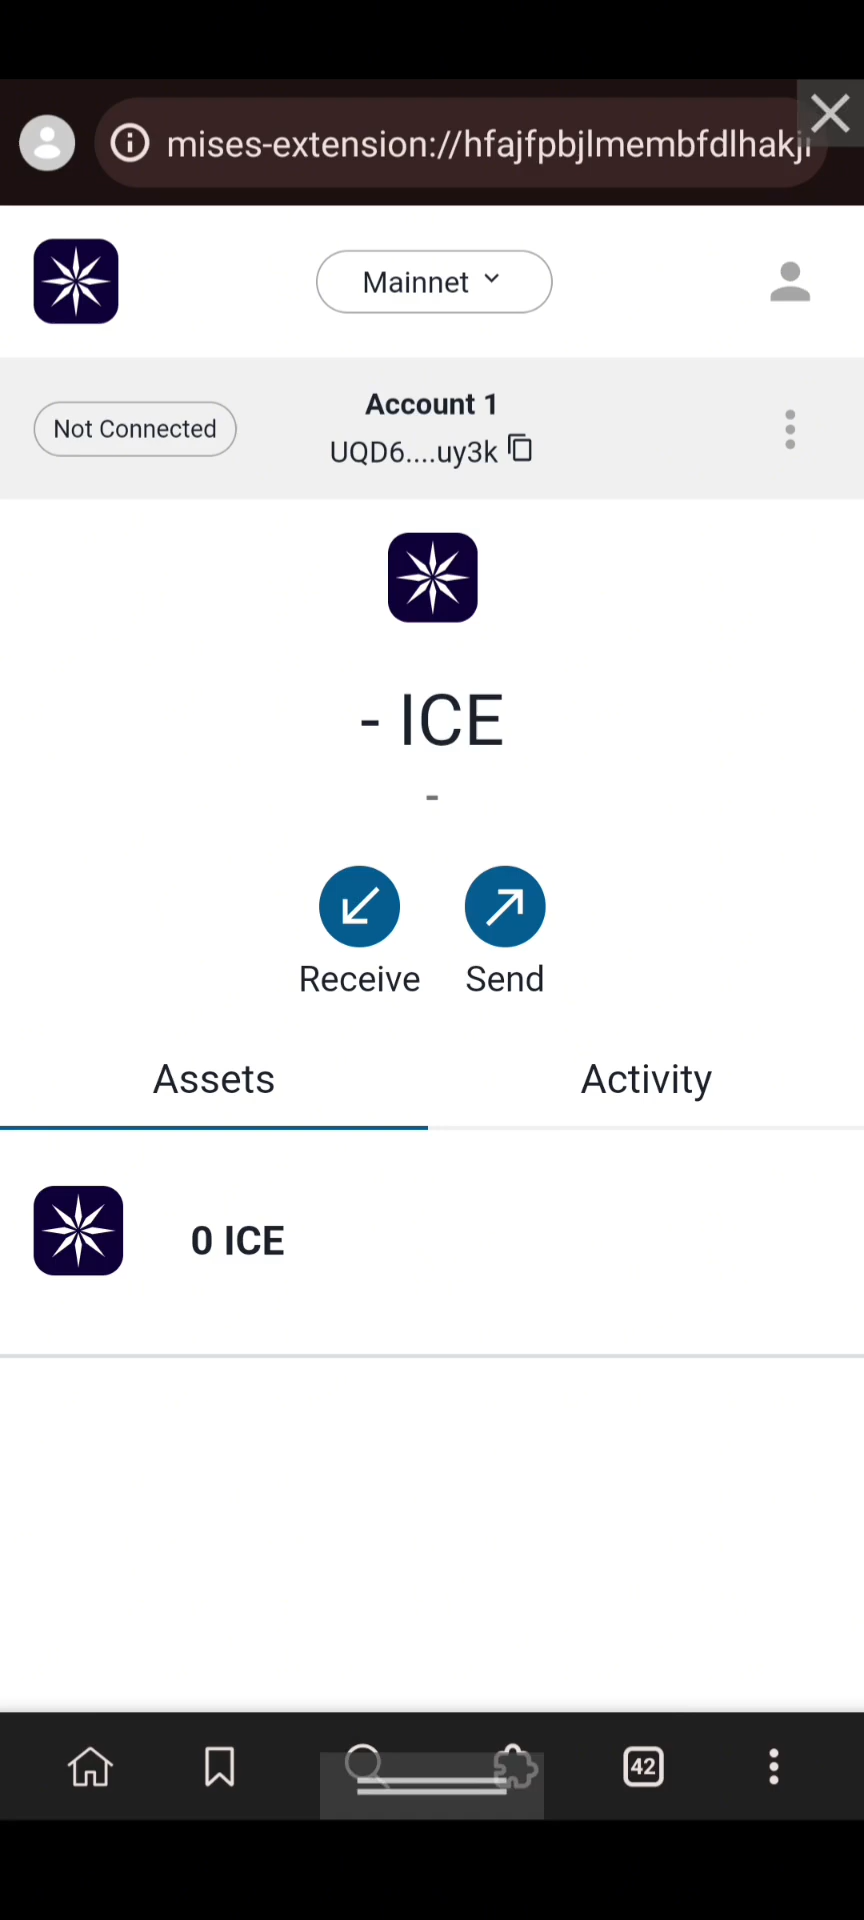 mises-extension://hfajfpbjlmembfdlhakj
Mainnet
Not Connected
Account 1
UQD6....uy3k
- ICE
-
Receive
Send
Assets
Activity
0 ICE
42